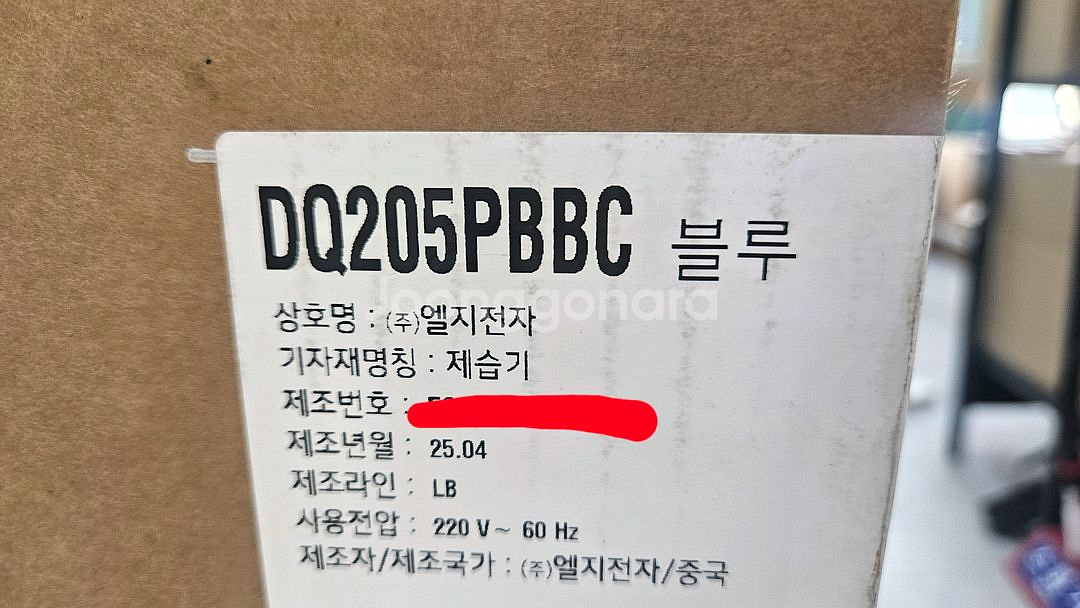 DQ205PBBC 블루
joonggonara
상호명 : (주)엘지전자
기자재명칭 : 제습기
제조번호 :
제조년월 : 25.04
제조라인 : LB
사용전압 : 220 V ~ 60 Hz
제조자/제조국가 : (주)엘지전자/중국